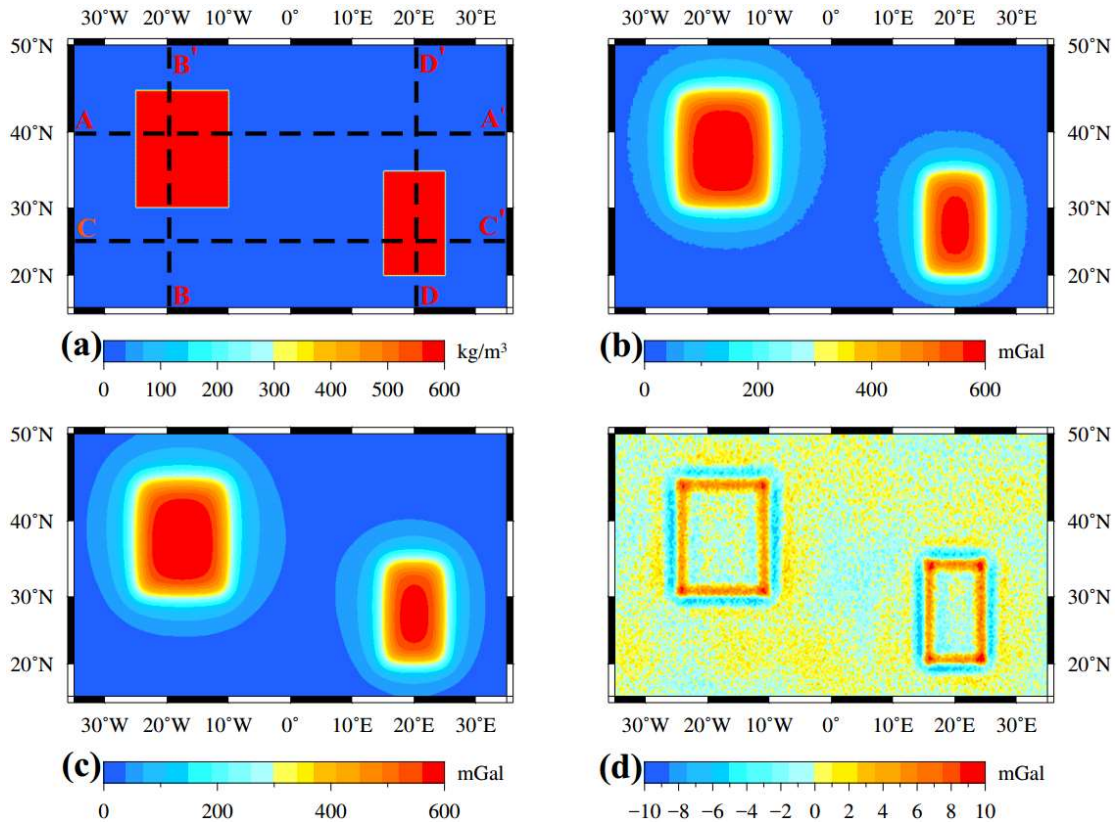 30˚W 20˚W 10˚W 0˚ 10˚E 20˚E 30˚E
30˚W 20˚W 10˚W 0˚ 10˚E 20˚E 30˚E
50˚N
B' D'
50˚N
A A'
40˚N
40˚N
30˚N
30˚N
C C'
20˚N
20˚N
B D
(a) kg/m³
0 100 200 300 400 500 600
(b) mGal
0 200 400 600
50˚N
50˚N
40˚N
40˚N
30˚N
30˚N
20˚N
20˚N
30˚W 20˚W 10˚W 0˚ 10˚E 20˚E 30˚E
30˚W 20˚W 10˚W 0˚ 10˚E 20˚E 30˚E
(c) mGal
0 200 400 600
(d) mGal
−10 −8 −6 −4 −2 0 2 4 6 8 10